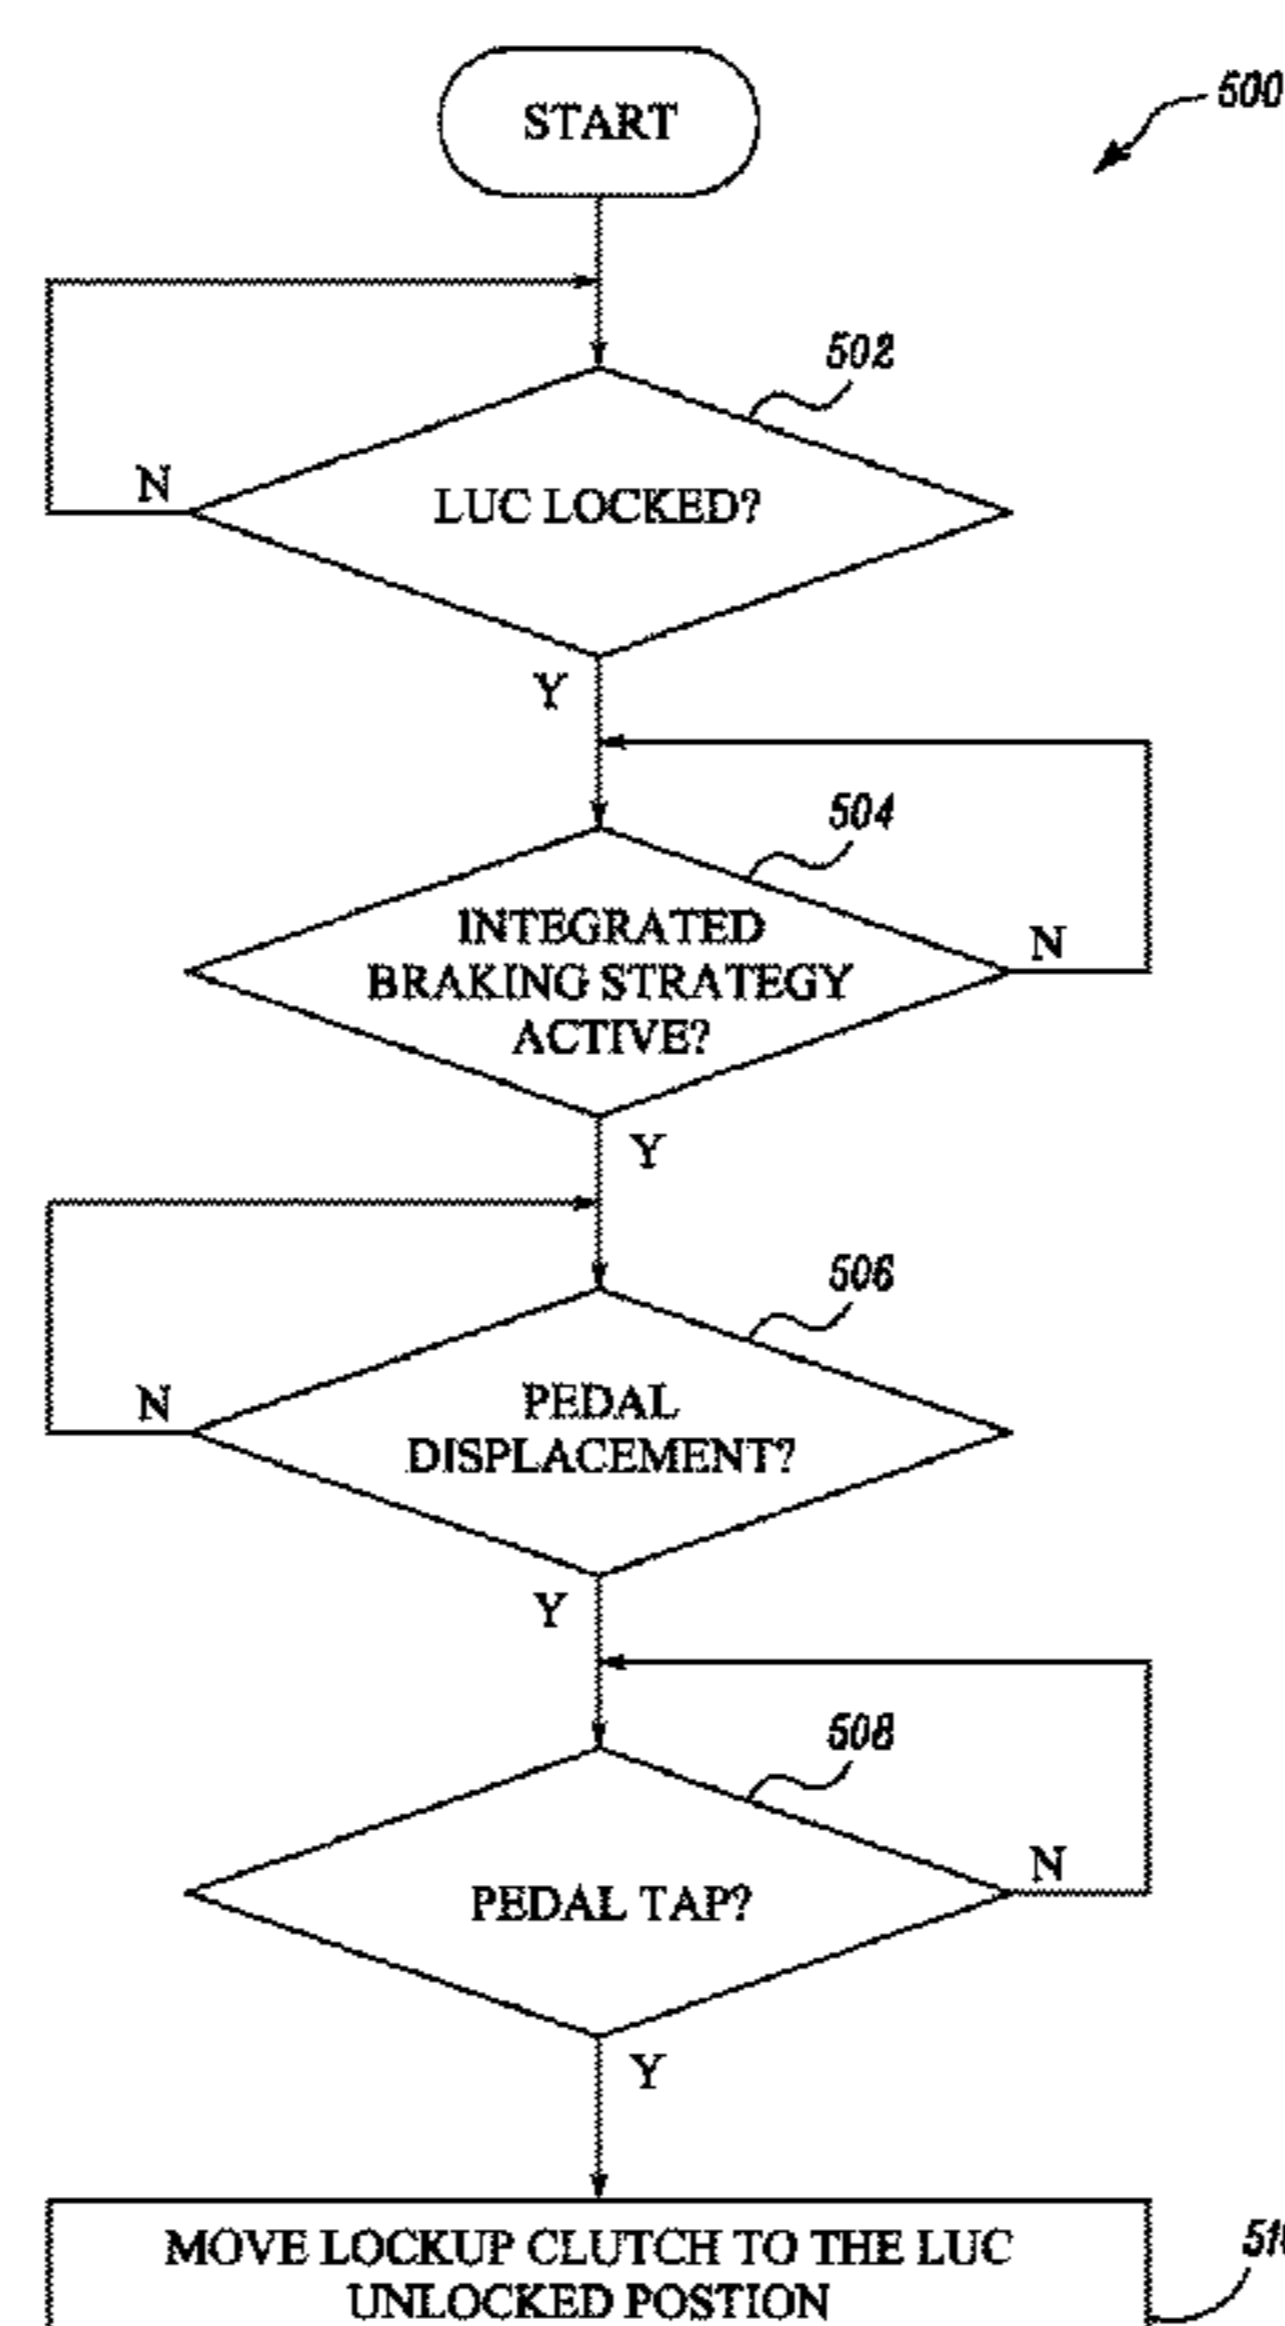 START
500
502
N
LUC LOCKED?
Y
504
INTEGRATED
BRAKING STRATEGY
ACTIVE?
N
Y
506
N
PEDAL
DISPLACEMENT?
Y
508
N
PEDAL TAP?
Y
MOVE LOCKUP CLUTCH TO THE LUC
UNLOCKED POSTION